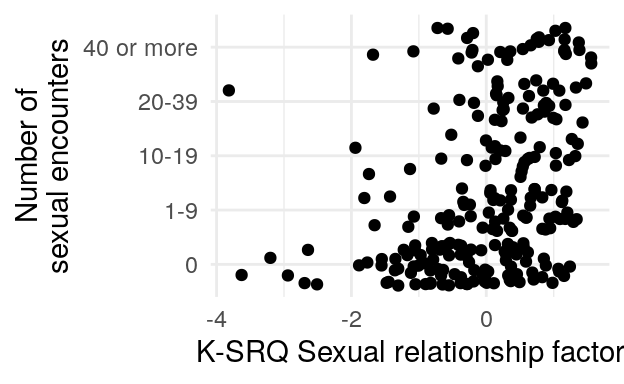 Number of
sexual encounters
40 or more
20-39
10-19
1-9
0
-4
-2
0
K-SRQ Sexual relationship factor